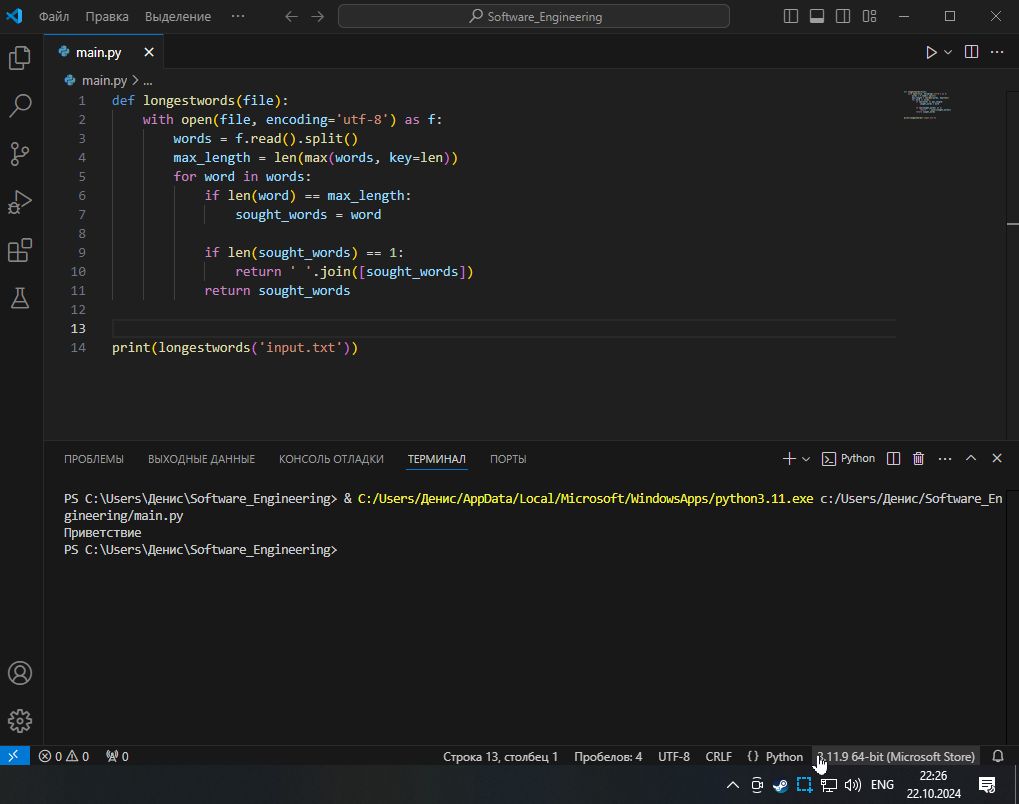 Файл Правка Выделение ··· Software_Engineering
main.py
main.py > ...
1 def longestwords(file):
2     with open(file, encoding='utf-8') as f:
3         words = f.read().split()
4         max_length = len(max(words, key=len))
5         for word in words:
6             if len(word) == max_length:
7                 sought_words = word
8
9             if len(sought_words) == 1:
10                 return ' '.join([sought_words])
11             return sought_words
12
13
14 print(longestwords('input.txt'))
ПРОБЛЕМЫ ВЫХОДНЫЕ ДАННЫЕ КОНСОЛЬ ОТЛАДКИ ТЕРМИНАЛ ПОРТЫ Python
PS C:\Users\Денис\Software_Engineering> & C:/Users/Денис/AppData/Local/Microsoft/WindowsApps/python3.11.exe c:/Users/Денис/Software_En
gineering/main.py
Приветствие
PS C:\Users\Денис\Software_Engineering>
0 0 0 Строка 13, столбец 1 Пробелов: 4 UTF-8 CRLF {} Python 3.11.9 64-bit (Microsoft Store)
ENG 22:26
22.10.2024